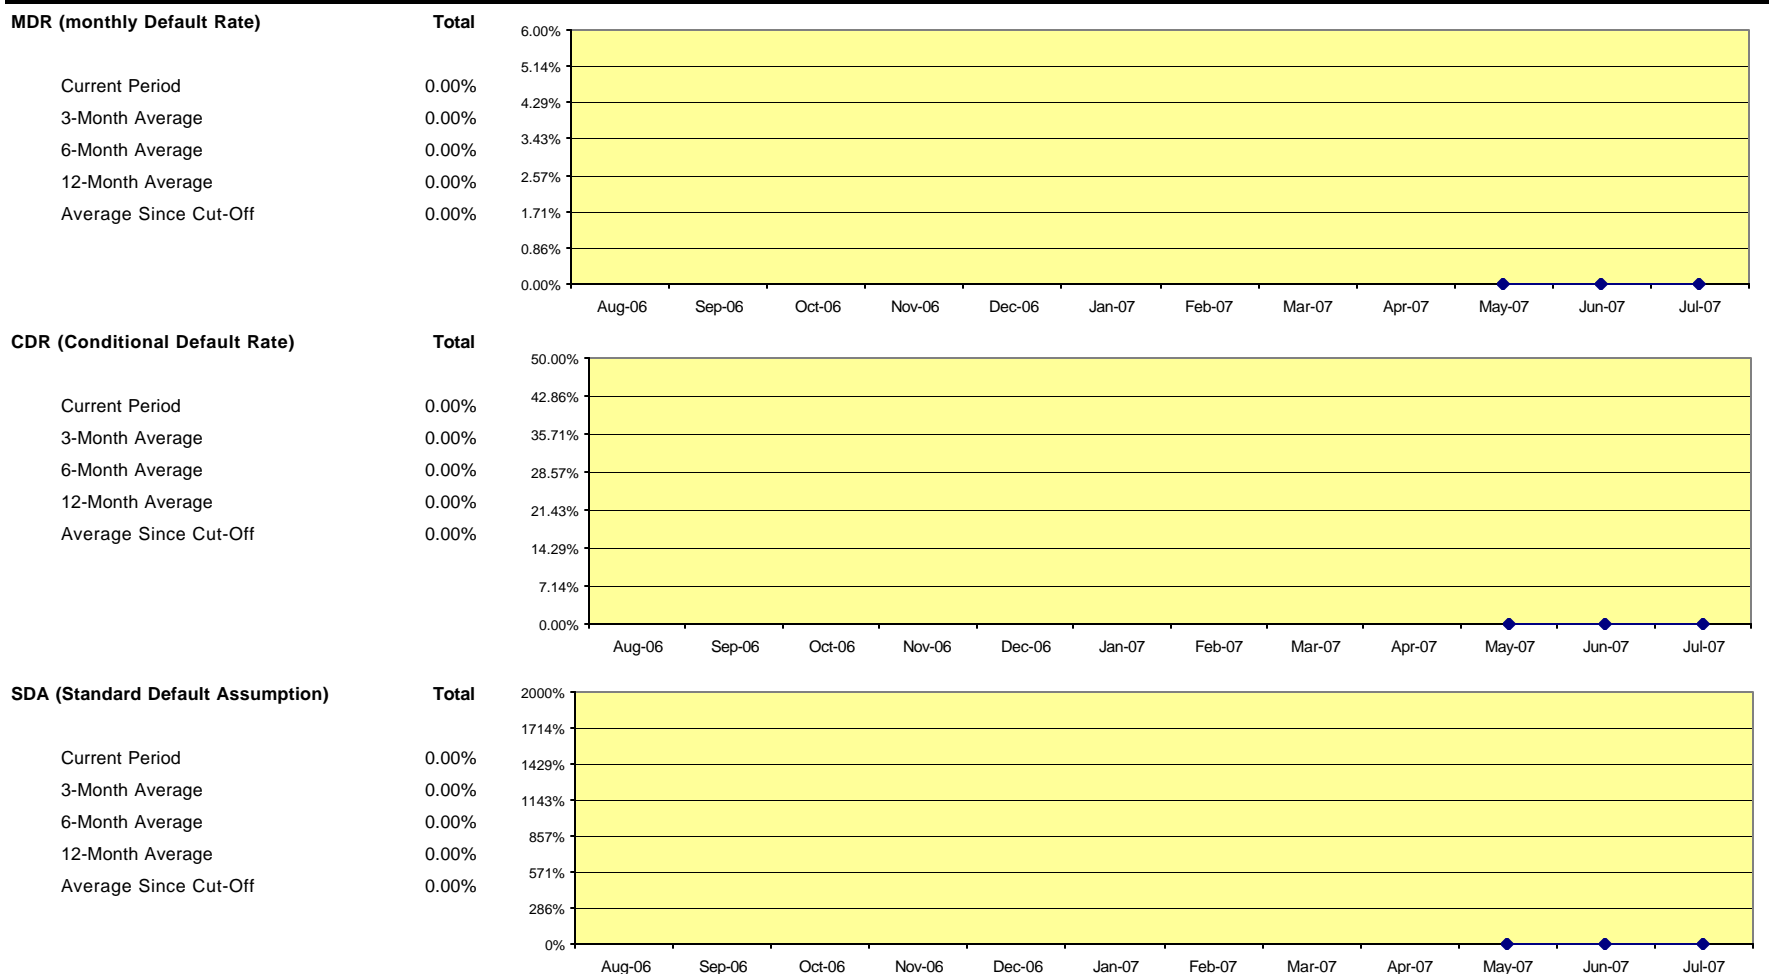 MDR (monthly Default Rate) Total
Current Period 0.00%
3-Month Average 0.00%
6-Month Average 0.00%
12-Month Average 0.00%
Average Since Cut-Off 0.00%
6.00%
5.14%
4.29%
3.43%
2.57%
1.71%
0.86%
0.00%
Aug-06 Sep-06 Oct-06 Nov-06 Dec-06 Jan-07 Feb-07 Mar-07 Apr-07 May-07 Jun-07 Jul-07
CDR (Conditional Default Rate) Total
Current Period 0.00%
3-Month Average 0.00%
6-Month Average 0.00%
12-Month Average 0.00%
Average Since Cut-Off 0.00%
50.00%
42.86%
35.71%
28.57%
21.43%
14.29%
7.14%
0.00%
Aug-06 Sep-06 Oct-06 Nov-06 Dec-06 Jan-07 Feb-07 Mar-07 Apr-07 May-07 Jun-07 Jul-07
SDA (Standard Default Assumption) Total
Current Period 0.00%
3-Month Average 0.00%
6-Month Average 0.00%
12-Month Average 0.00%
Average Since Cut-Off 0.00%
2000%
1714%
1429%
1143%
857%
571%
286%
0%
Aug-06 Sep-06 Oct-06 Nov-06 Dec-06 Jan-07 Feb-07 Mar-07 Apr-07 May-07 Jun-07 Jul-07